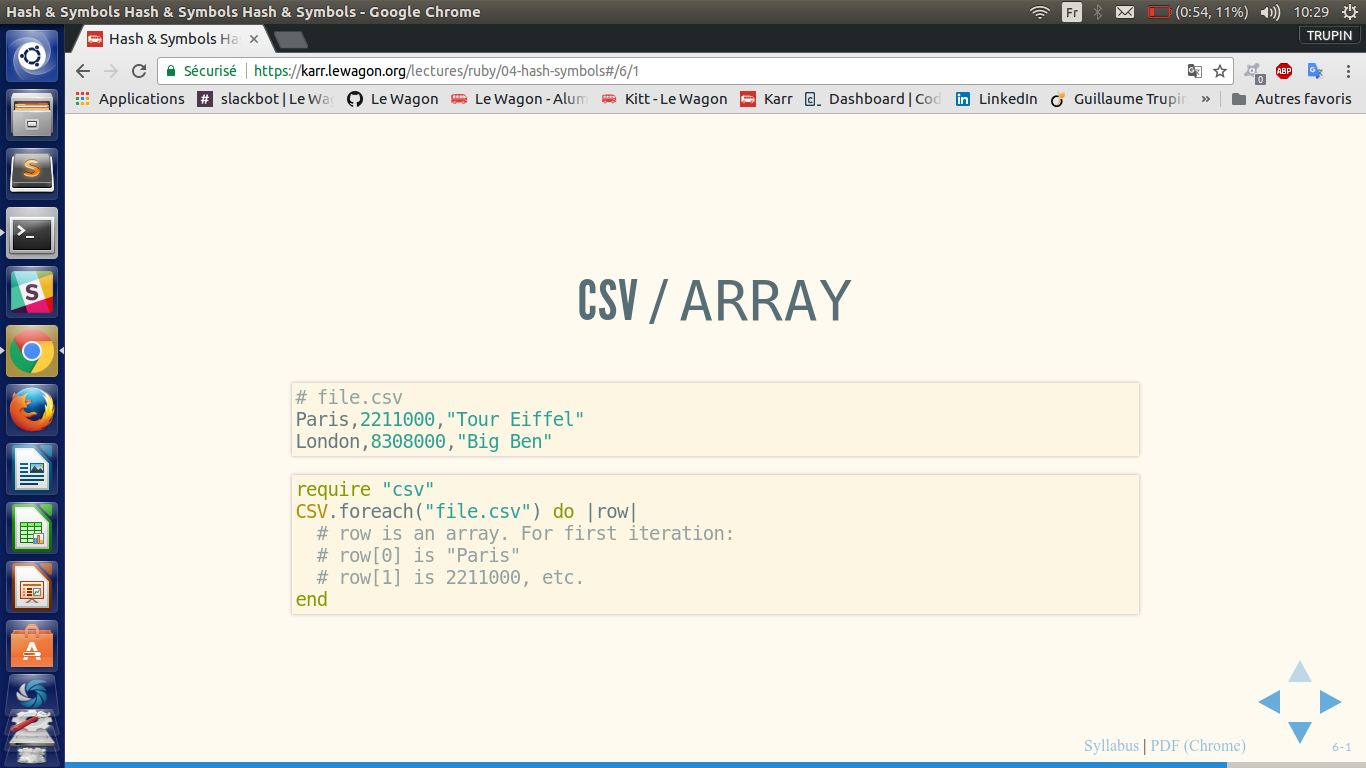 Hash & Symbols Hash & Symbols Hash & Symbols - Google Chrome
Fr
(0:54, 11%)
10:29
Hash & Symbols Ha
TRUPIN
Sécurisé
https://karr.lewagon.org/lectures/ruby/04-hash-symbols#/6/1
ABP
0
Applications
slackbot | Le Wag
Le Wagon
Le Wagon - Alum
Kitt - Le Wagon
Karr
Dashboard | Cod
LinkedIn
Guillaume Trupin
»
Autres favoris
CSV / ARRAY
# file.csv
Paris,2211000,"Tour Eiffel"
London,8308000,"Big Ben"
require "csv"
CSV.foreach("file.csv") do |row|
# row is an array. For first iteration:
# row[0] is "Paris"
# row[1] is 2211000, etc.
end
Syllabus | PDF (Chrome)
6-1